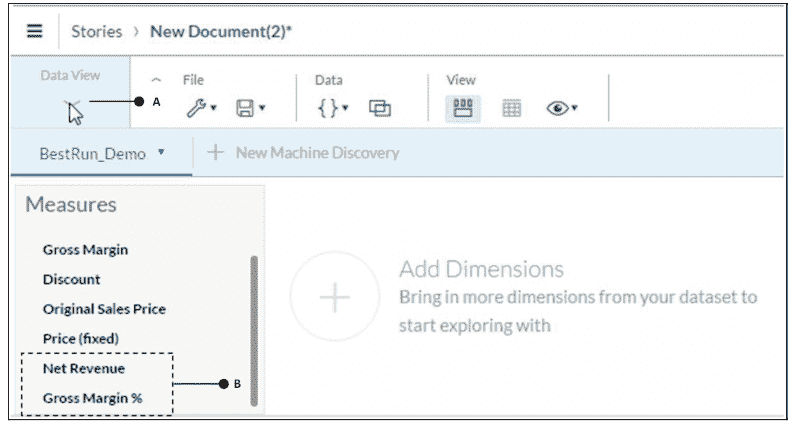 Stories > New Document(2)*
Data View
File
Data
View
A
BestRun_Demo
+ New Machine Discovery
Measures
Gross Margin
Discount
Original Sales Price
Price (fixed)
Net Revenue
Gross Margin %
B
Add Dimensions
Bring in more dimensions from your dataset to
start exploring with